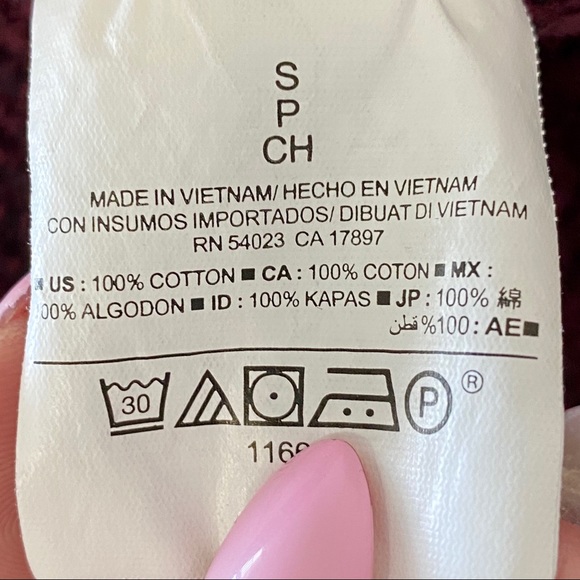 S
P
CH
MADE IN VIETNAM/ HECHO EN VIETNAM
CON INSUMOS IMPORTADOS/ DIBUAT DI VIETNAM
RN 54023 CA 17897
■ US : 100% COTTON ■ CA : 100% COTON ■ MX :
00% ALGODON ■ ID : 100% KAPAS ■ JP : 100% 綿
■AE : 100% قطن
30 P ®
116